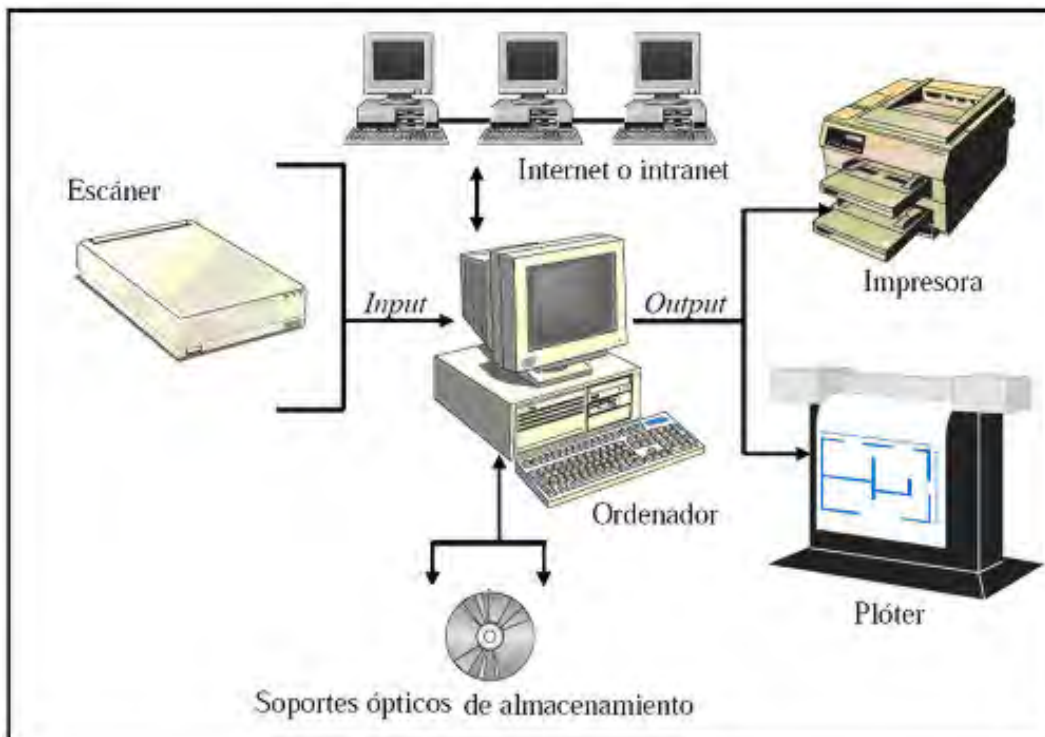 Internet o intranet
Escáner
Impresora
Input
Output
Ordenador
Plóter
Soportes ópticos de almacenamiento